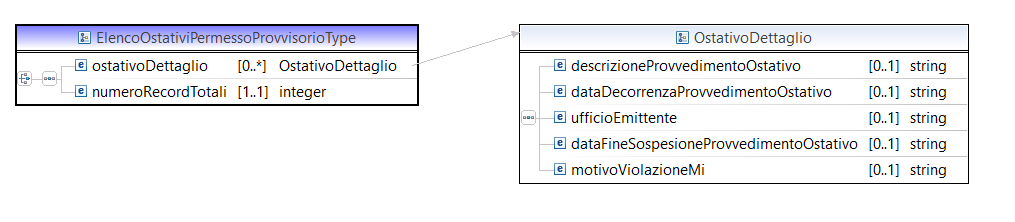 ElencoOstativiPermessoProvvisorioType
ostativoDettaglio [0..*] OstativoDettaglio
numeroRecordTotali [1..1] integer
OstativoDettaglio
descrizioneProvvedimentoOstativo [0..1] string
dataDecorrenzaProvvedimentoOstativo [0..1] string
ufficioEmittente [0..1] string
dataFineSospesioneProvvedimentoOstativo [0..1] string
motivoViolazioneMi [0..1] string